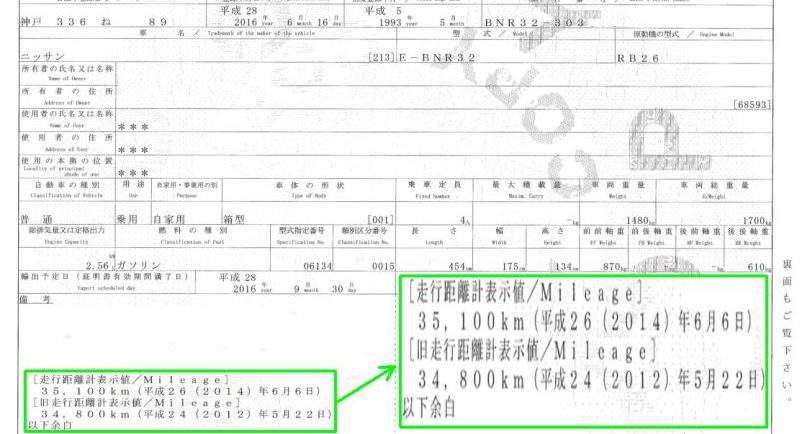 平成 28 平成 5
神戸 336 ね 89 2016 年 year 6 月 month 16 日 day 1993 年 year 5 月 month BNR32-303
車名 / Trademark of the maker of the vehicle 型式 / Model 原動機の型式 / Engine Model
ニッサン [213] E-BNR32 RB26
所有者の氏名又は名称
Name of Owner
所有者の住所
Address of Owner [68593]
使用者の氏名又は名称
Name of User ***
使用者の住所
Address of User ***
使用の本拠の位置
Locality of principal abode of use ***
自動車の種別 用途 自家用・事業用の別 車体の形状 乗車定員 最大積載量 車両重量 車両総重量
Classification of Vehicle Use Purpose Type of Body Fixed Number Maxim. Carry Weight G/Weight
普通 乗用 自家用 箱型 [001] 4人 -kg 1480kg 1700kg
総排気量又は定格出力 燃料の種別 型式指定番号 類別区分番号 長さ 幅 高さ 前前軸重 前後軸重 後前軸重 後後軸重
Engine Capacity Classification of Fuel Specification No. Classification No. Length Width Height FF Weight FR Weight RF Weight RR Weight
2.56 ガソリン 06134 0015 454cm 175cm 134cm 870kg -kg -kg 610kg
輸出予定日(証明書有効期間満了日) 平成 28
Export scheduled day 2016 年 year 9 月 month 30 日 day
備考
[走行距離計表示値/Mileage]
35,100km(平成26(2014)年6月6日)
[旧走行距離計表示値/Mileage]
34,800km(平成24(2012)年5月22日)
以下余白
[走行距離計表示値/Mileage]
35,100km(平成26(2014)年6月6日)
[旧走行距離計表示値/Mileage]
34,800km(平成24(2012)年5月22日)
以下余白
裏面もご覧下さい。
COPY